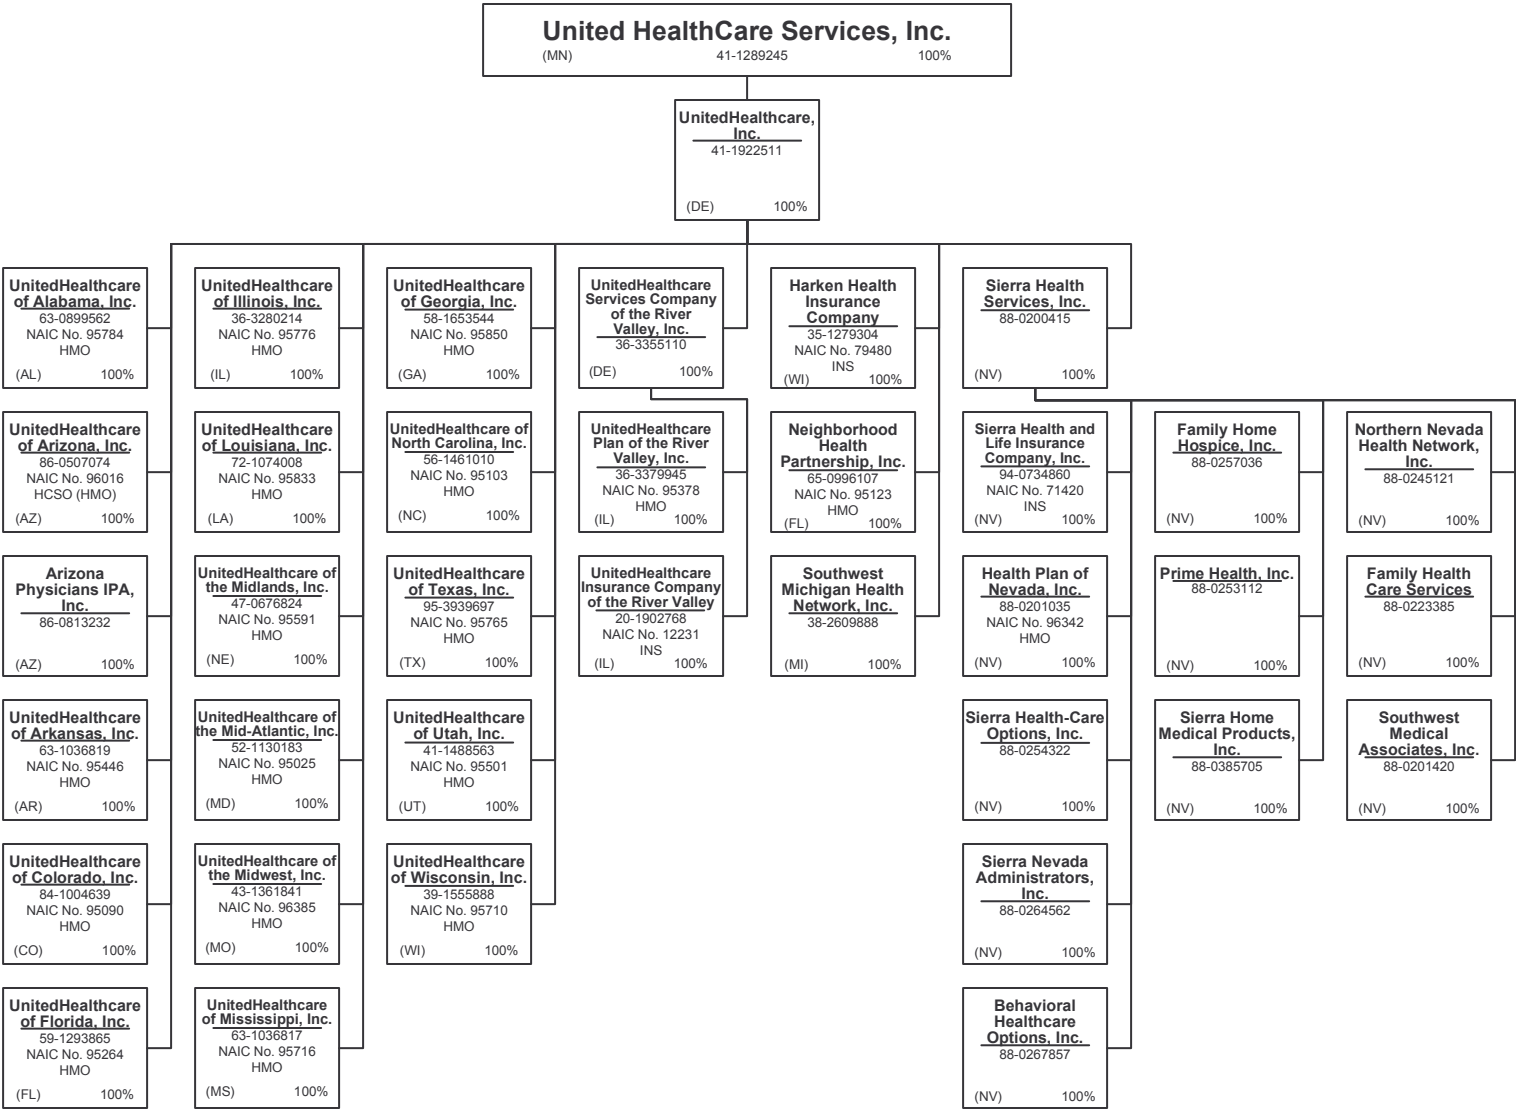 United HealthCare Services, Inc.
(MN) 41-1289245 100%
UnitedHealthcare,
Inc.
41-1922511
(DE) 100%
UnitedHealthcare
of Alabama, Inc.
63-0899562
NAIC No. 95784
HMO
(AL) 100%
UnitedHealthcare
of Arizona, Inc.
86-0507074
NAIC No. 96016
HCSO (HMO)
(AZ) 100%
Arizona
Physicians IPA,
Inc.
86-0813232
(AZ) 100%
UnitedHealthcare
of Arkansas, Inc.
63-1036819
NAIC No. 95446
HMO
(AR) 100%
UnitedHealthcare
of Colorado, Inc.
84-1004639
NAIC No. 95090
HMO
(CO) 100%
UnitedHealthcare
of Florida, Inc.
59-1293865
NAIC No. 95264
HMO
(FL) 100%
UnitedHealthcare
of Illinois, Inc.
36-3280214
NAIC No. 95776
HMO
(IL) 100%
UnitedHealthcare
of Louisiana, Inc.
72-1074008
NAIC No. 95833
HMO
(LA) 100%
UnitedHealthcare of
the Midlands, Inc.
47-0676824
NAIC No. 95591
HMO
(NE) 100%
UnitedHealthcare of
the Mid-Atlantic, Inc.
52-1130183
NAIC No. 95025
HMO
(MD) 100%
UnitedHealthcare of
the Midwest, Inc.
43-1361841
NAIC No. 96385
HMO
(MO) 100%
UnitedHealthcare
of Mississippi, Inc.
63-1036817
NAIC No. 95716
HMO
(MS) 100%
UnitedHealthcare
of Georgia, Inc.
58-1653544
NAIC No. 95850
HMO
(GA) 100%
UnitedHealthcare of
North Carolina, Inc.
56-1461010
NAIC No. 95103
HMO
(NC) 100%
UnitedHealthcare
of Texas, Inc.
95-3939697
NAIC No. 95765
HMO
(TX) 100%
UnitedHealthcare
of Utah, Inc.
41-1488563
NAIC No. 95501
HMO
(UT) 100%
UnitedHealthcare
of Wisconsin, Inc.
39-1555888
NAIC No. 95710
HMO
(WI) 100%
UnitedHealthcare
Services Company
of the River
Valley, Inc.
36-3355110
(DE) 100%
UnitedHealthcare
Plan of the River
Valley, Inc.
36-3379945
NAIC No. 95378
HMO
(IL) 100%
UnitedHealthcare
Insurance Company
of the River Valley
20-1902768
NAIC No. 12231
INS
(IL) 100%
Harken Health
Insurance
Company
35-1279304
NAIC No. 79480
INS
(WI) 100%
Neighborhood
Health
Partnership, Inc.
65-0996107
NAIC No. 95123
HMO
(FL) 100%
Southwest
Michigan Health
Network, Inc.
38-2609888
(MI) 100%
Sierra Health
Services, Inc.
88-0200415
(NV) 100%
Sierra Health and
Life Insurance
Company, Inc.
94-0734860
NAIC No. 71420
INS
(NV) 100%
Health Plan of
Nevada, Inc.
88-0201035
NAIC No. 96342
HMO
(NV) 100%
Sierra Health-Care
Options, Inc.
88-0254322
(NV) 100%
Sierra Nevada
Administrators,
Inc.
88-0264562
(NV) 100%
Behavioral
Healthcare
Options, Inc.
88-0267857
(NV) 100%
Family Home
Hospice, Inc.
88-0257036
(NV) 100%
Prime Health, Inc.
88-0253112
(NV) 100%
Sierra Home
Medical Products,
Inc.
88-0385705
(NV) 100%
Northern Nevada
Health Network,
Inc.
88-0245121
(NV) 100%
Family Health
Care Services
88-0223385
(NV) 100%
Southwest
Medical
Associates, Inc.
88-0201420
(NV) 100%